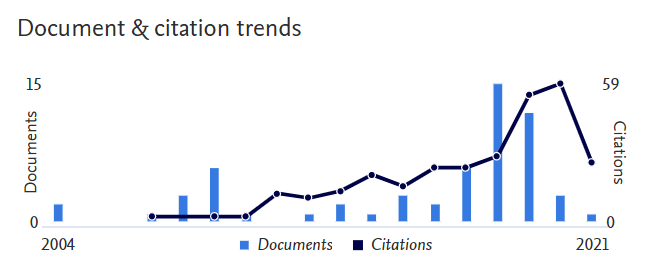 Document & citation trends
15
59
Documents
Citations
0
0
2004
Documents
Citations
2021